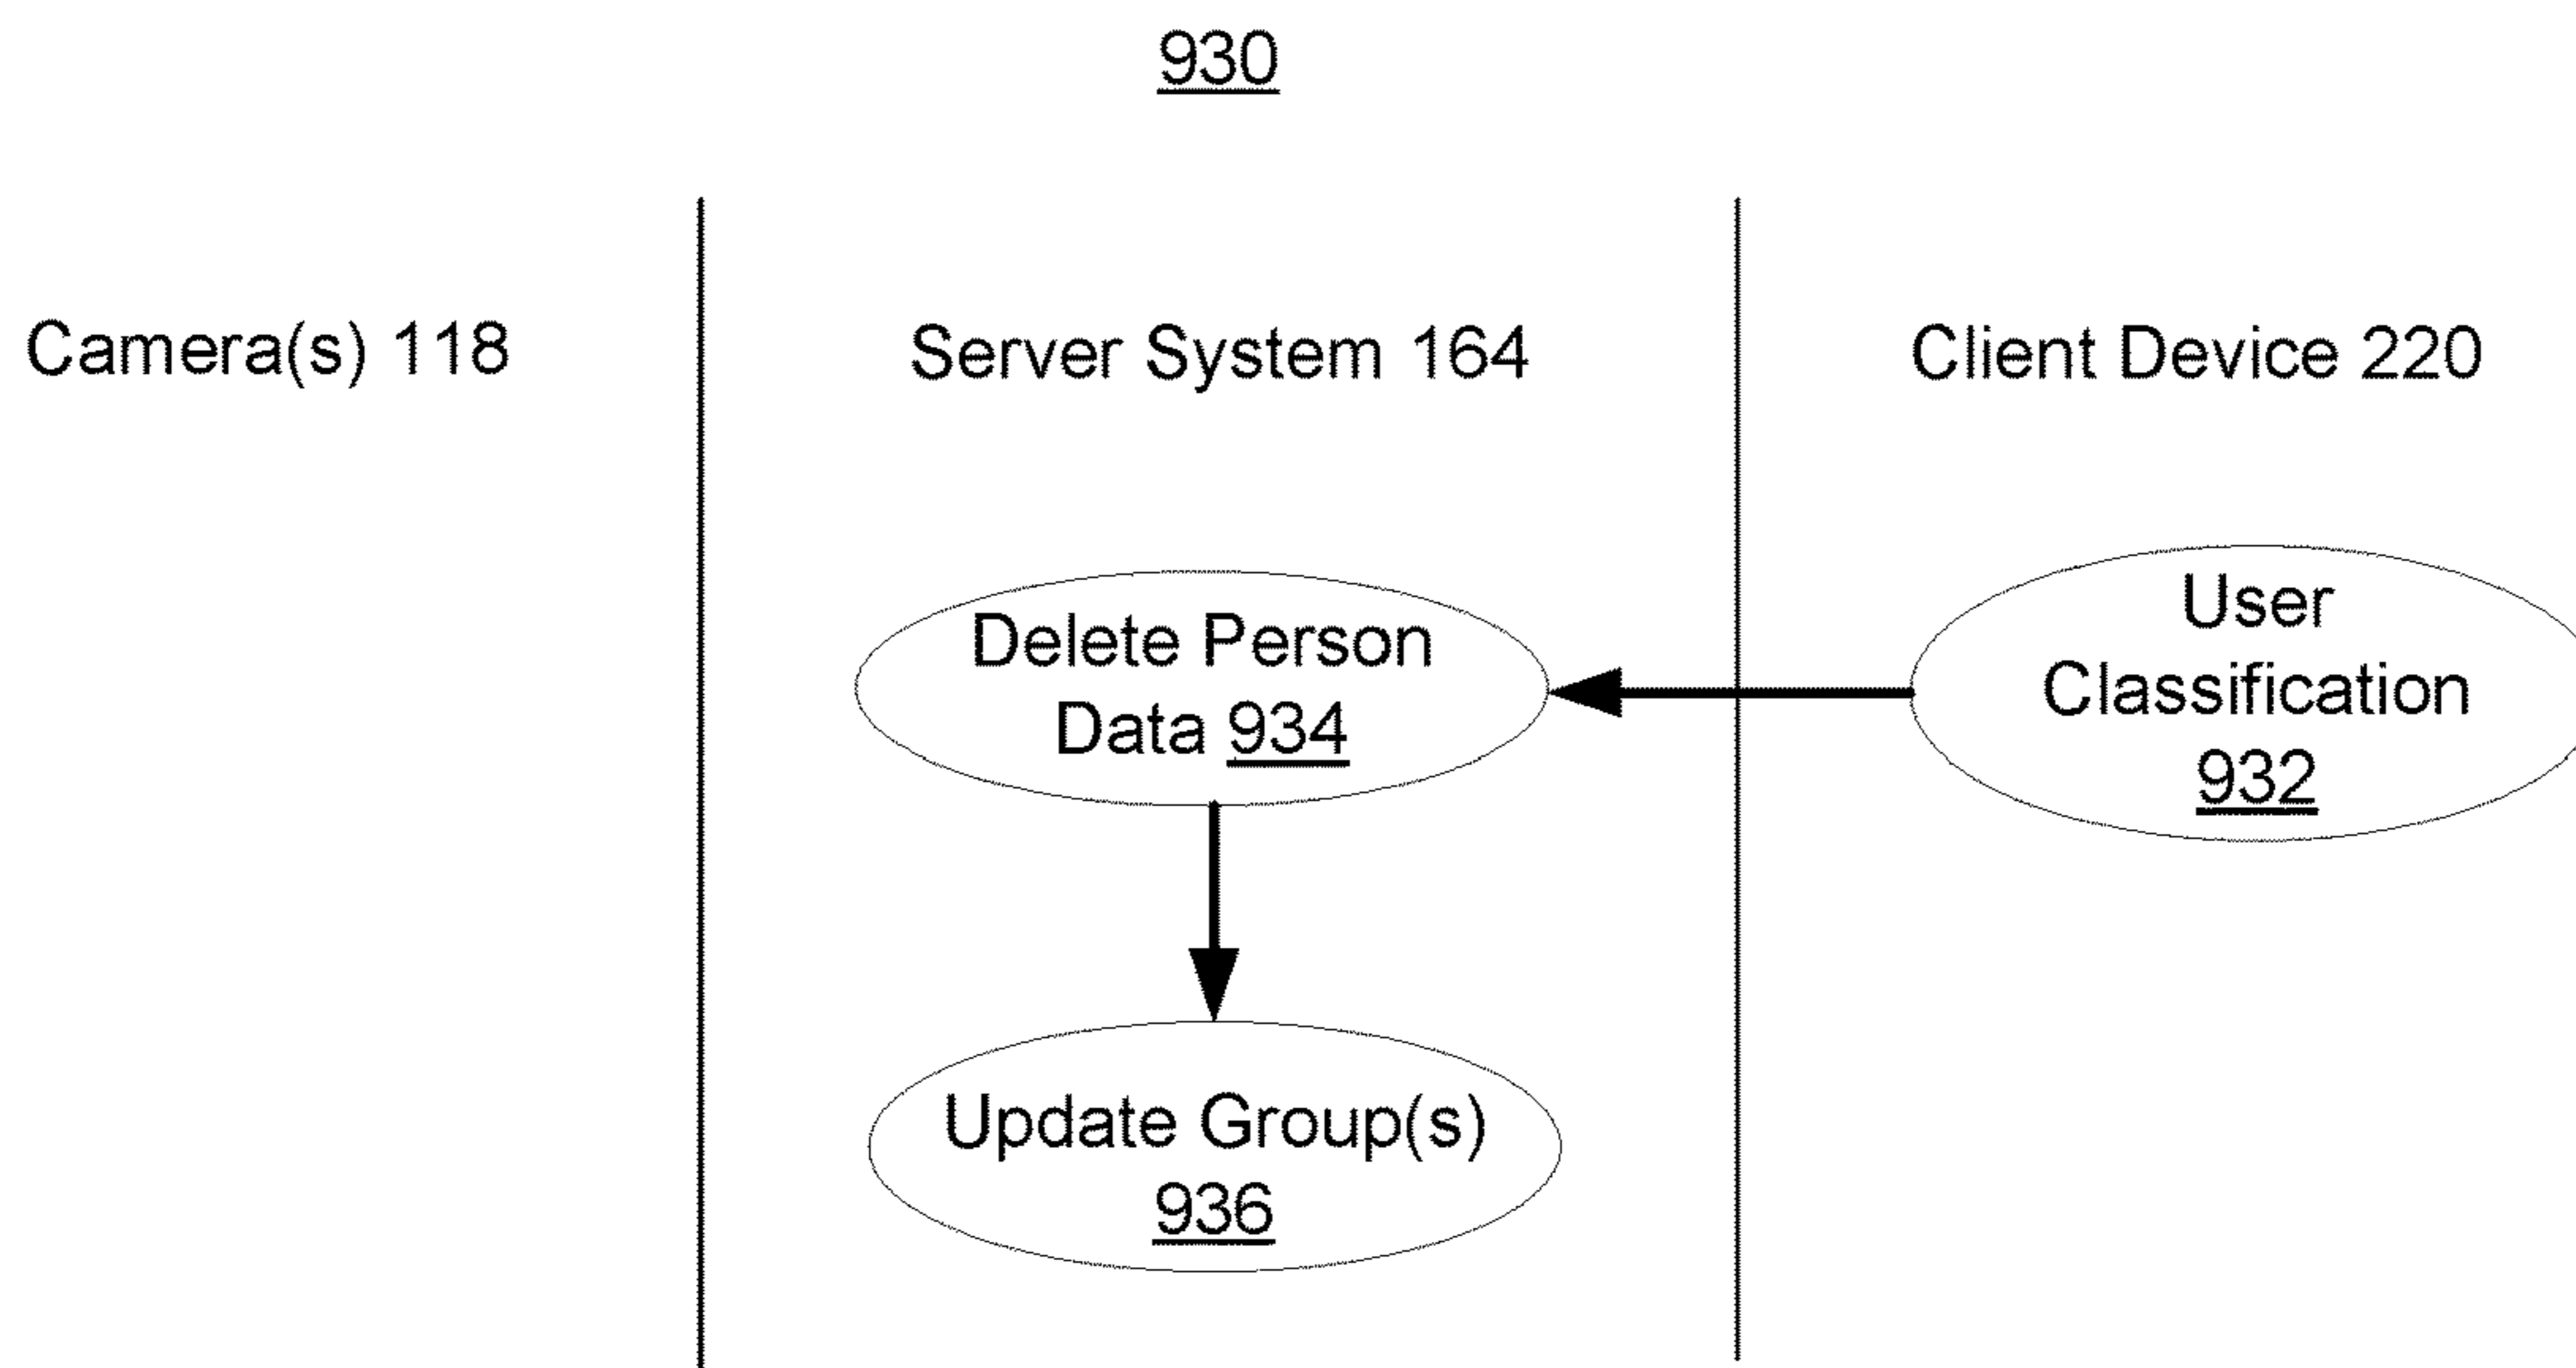 930
Camera(s) 118
Server System 164
Client Device 220
Delete Person
Data 934
User
Classification
932
Update Group(s)
936